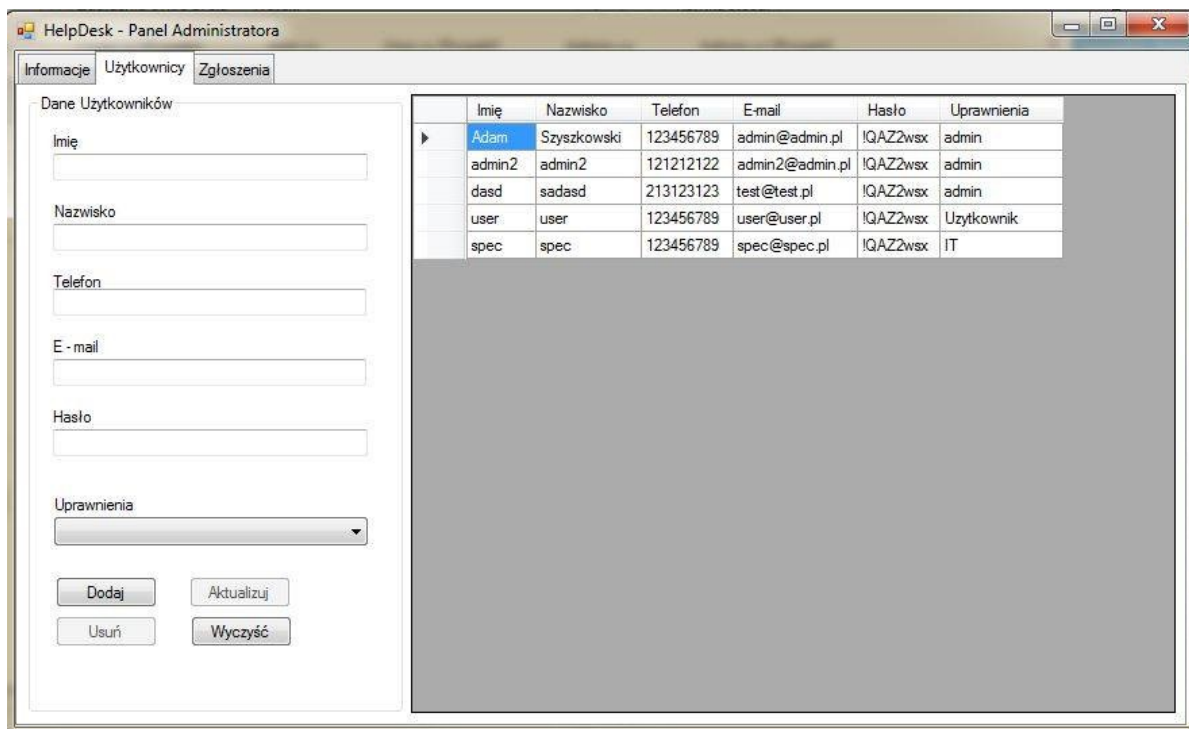 HelpDesk - Panel Administratora
Informacje Użytkownicy Zgłoszenia
Dane Użytkowników
Imię
Nazwisko
Telefon
E - mail
Hasło
Uprawnienia
Dodaj Aktualizuj
Usuń Wyczyść
Imię Nazwisko Telefon E-mail Hasło Uprawnienia
Adam Szyszkowski 123456789 admin@admin.pl !QAZ2wsx admin
admin2 admin2 121212122 admin2@admin.pl !QAZ2wsx admin
dasd sadasd 213123123 test@test.pl !QAZ2wsx admin
user user 123456789 user@user.pl !QAZ2wsx Uzytkownik
spec spec 123456789 spec@spec.pl !QAZ2wsx IT